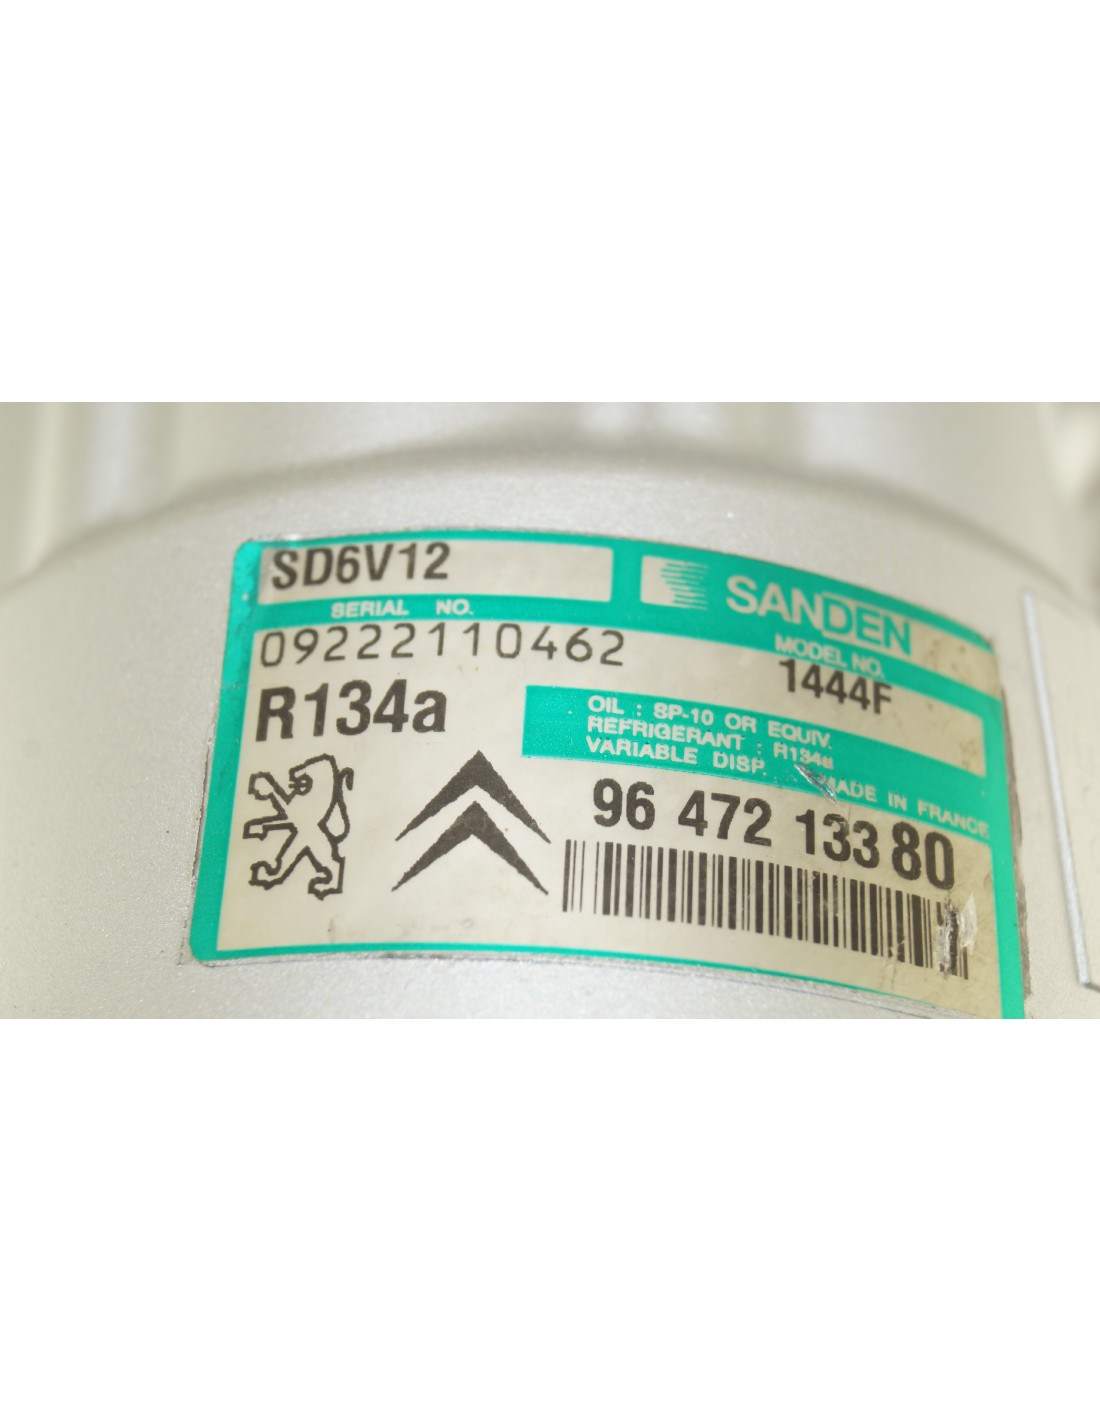 SD6V12
SANDEN
SERIAL NO.
09222110462
MODEL NO.
1444F
R134a
OIL : SP-10 OR EQUIV.
REFRIGERANT : R134a
VARIABLE DISP.
MADE IN FRANCE
96 472 133 80